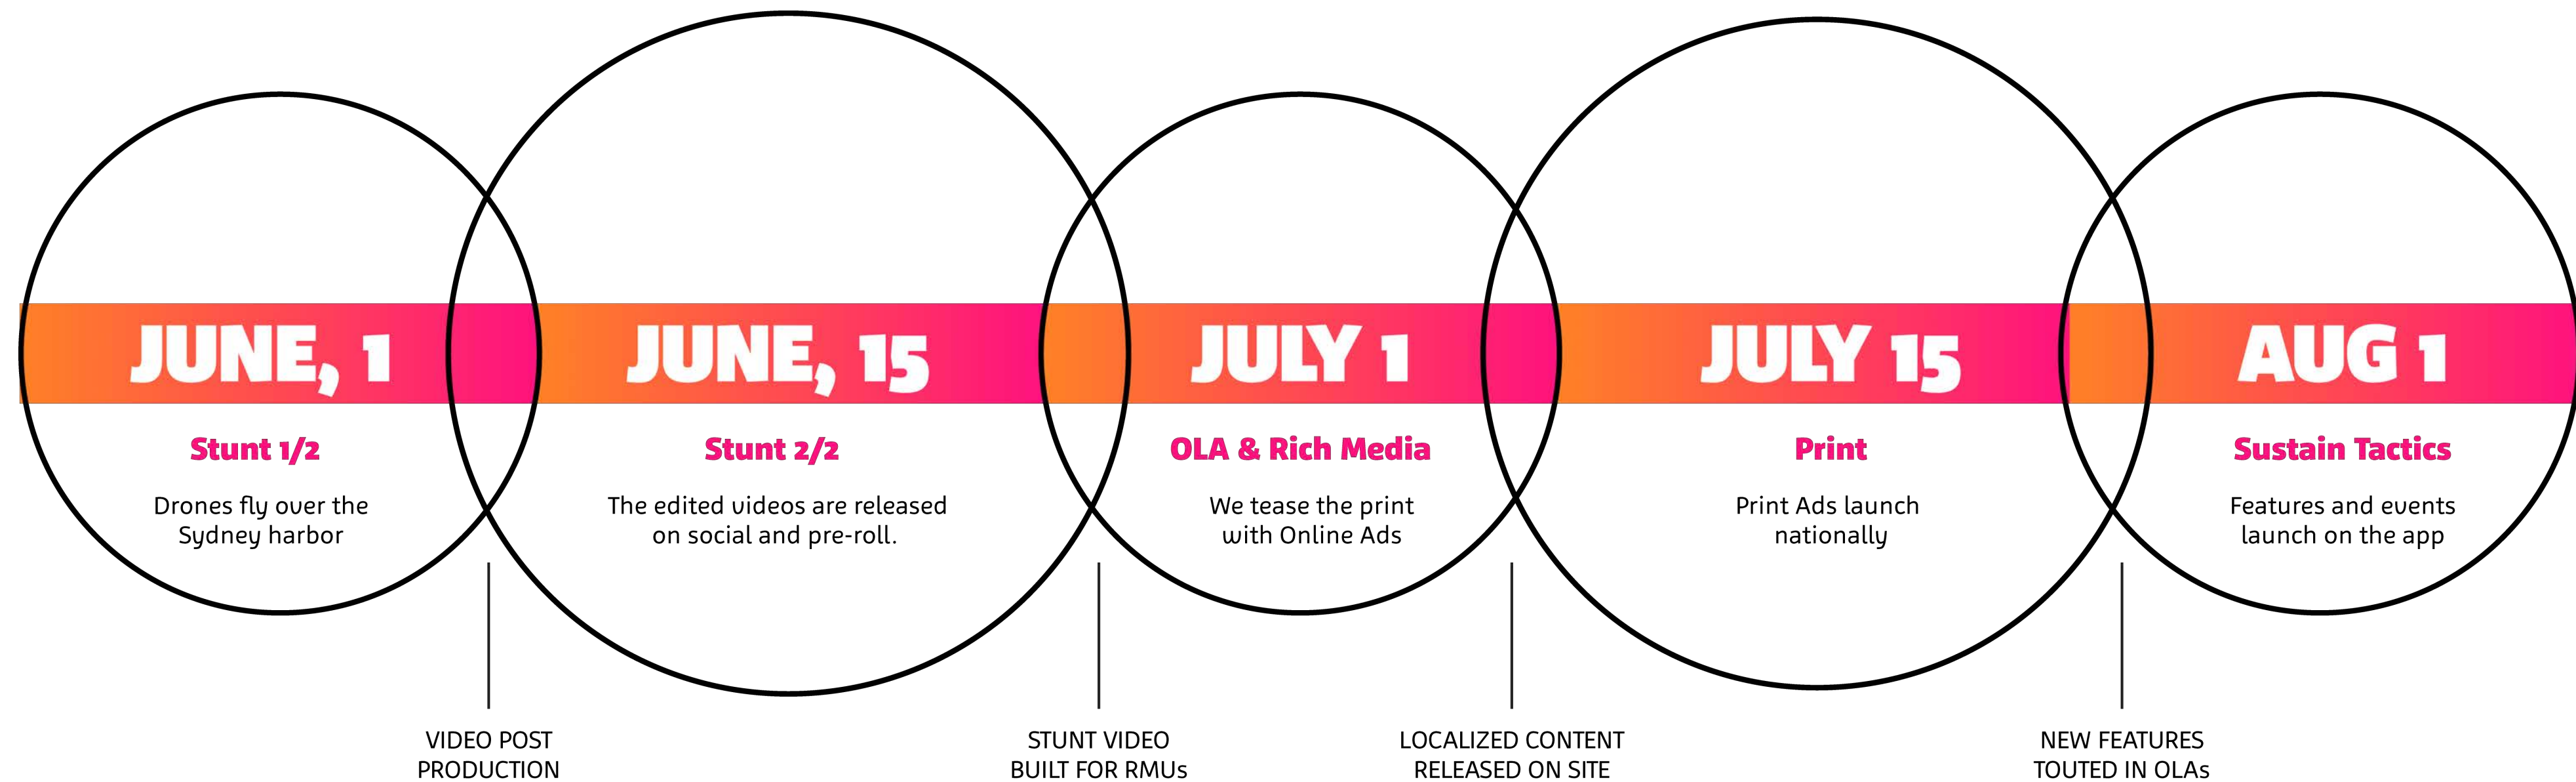 JUNE, 1
Stunt 1/2
Drones fly over the
Sydney harbor
VIDEO POST
PRODUCTION
JUNE, 15
Stunt 2/2
The edited videos are released
on social and pre-roll.
STUNT VIDEO
BUILT FOR RMUs
JULY 1
OLA & Rich Media
We tease the print
with Online Ads
LOCALIZED CONTENT
RELEASED ON SITE
JULY 15
Print
Print Ads launch
nationally
NEW FEATURES
TOUTED IN OLAs
AUG 1
Sustain Tactics
Features and events
launch on the app